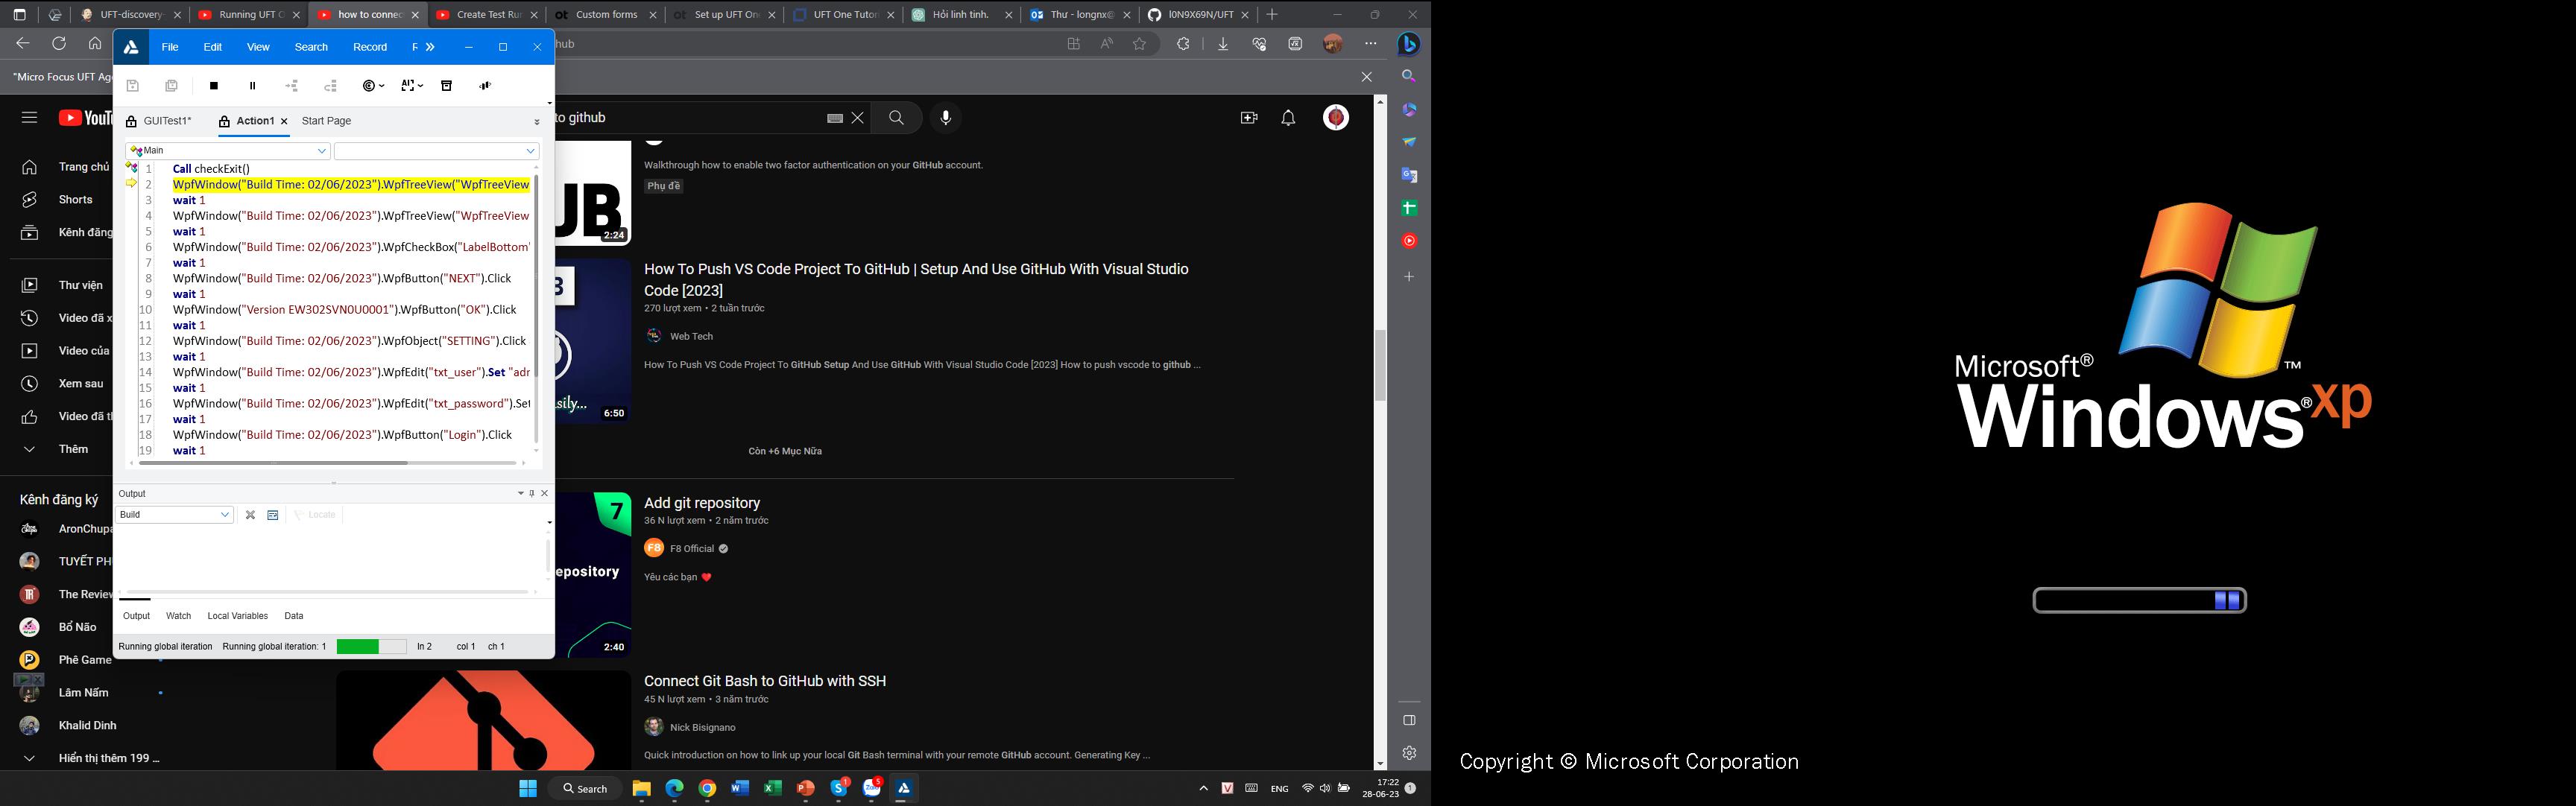 UFT-discovery
Running UFT O
how to connec
Create Test Ru
Custom forms
Set up UFT On
UFT One Tutor
Hỏi linh tinh.
Thư - longnx@
l0N9X69N/UFT
File Edit View Search Record
hub
"Micro Focus UFT Ag
GUITest1* Action1 Start Page
to github
Main
Trang chủ
Shorts
Kênh đăng
Thư viện
Video đã x
Video của
Xem sau
Video đã t
Thêm
1 Call checkExit()
2 WpfWindow("Build Time: 02/06/2023").WpfTreeView("WpfTreeView
3 wait 1
4 WpfWindow("Build Time: 02/06/2023").WpfTreeView("WpfTreeView
5 wait 1
6 WpfWindow("Build Time: 02/06/2023").WpfCheckBox("LabelBottom"
7 wait 1
8 WpfWindow("Build Time: 02/06/2023").WpfButton("NEXT").Click
9 wait 1
10 WpfWindow("Version EW302SVN0U0001").WpfButton("OK").Click
11 wait 1
12 WpfWindow("Build Time: 02/06/2023").WpfObject("SETTING").Click
13 wait 1
14 WpfWindow("Build Time: 02/06/2023").WpfEdit("txt_user").Set "adr
15 wait 1
16 WpfWindow("Build Time: 02/06/2023").WpfEdit("txt_password").Set
17 wait 1
18 WpfWindow("Build Time: 02/06/2023").WpfButton("Login").Click
19 wait 1
Output
Build
Locate
Output Watch Local Variables Data
Running global iteration Running global iteration: 1 ln 2 col 1 ch 1
Kênh đăng ký
AronChupa
TUYẾT PH
The Review
Bổ Não
Phê Game
Lâm Nấm
Khalid Dinh
Hiển thị thêm 199 ...
Walkthrough how to enable two factor authentication on your GitHub account.
Phụ đề
UB
2:24
How To Push VS Code Project To GitHub | Setup And Use GitHub With Visual Studio
Code [2023]
270 lượt xem • 2 tuần trước
Web Tech
How To Push VS Code Project To GitHub Setup And Use GitHub With Visual Studio Code [2023] How to push vscode to github ...
sily...
6:50
Còn +6 Mục Nữa
Add git repository
36 N lượt xem • 2 năm trước
F8 F8 Official
Yêu các bạn
7
epository
2:40
Connect Git Bash to GitHub with SSH
45 N lượt xem • 3 năm trước
Nick Bisignano
Quick introduction on how to link up your local Git Bash terminal with your remote GitHub account. Generating Key ...
Search
ENG
17:22
28-06-23
1
Microsoft®
Windows® xp
TM
Copyright © Microsoft Corporation